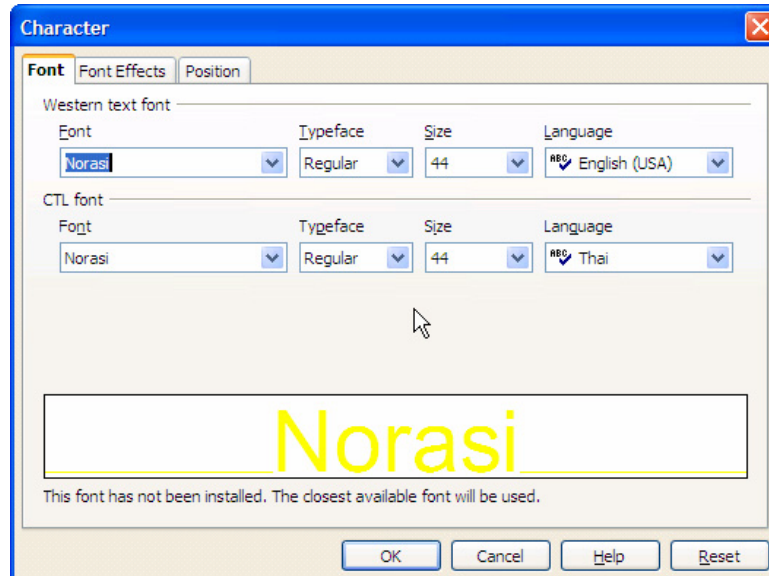 Character
Font Font Effects Position
Western text font
Font Typeface Size Language
Norasi Regular 44 ABC English (USA)
CTL font
Font Typeface Size Language
Norasi Regular 44 ABC Thai
Norasi
This font has not been installed. The closest available font will be used.
OK Cancel Help Reset